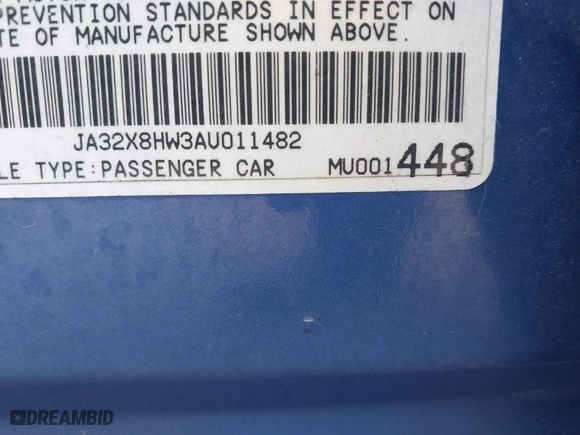 PREVENTION STANDARDS IN EFFECT ON
TE OF MANUFACTURE SHOWN ABOVE.
JA32X8HW3AU011482
LE TYPE:PASSENGER CAR MU001448
DREAMBID